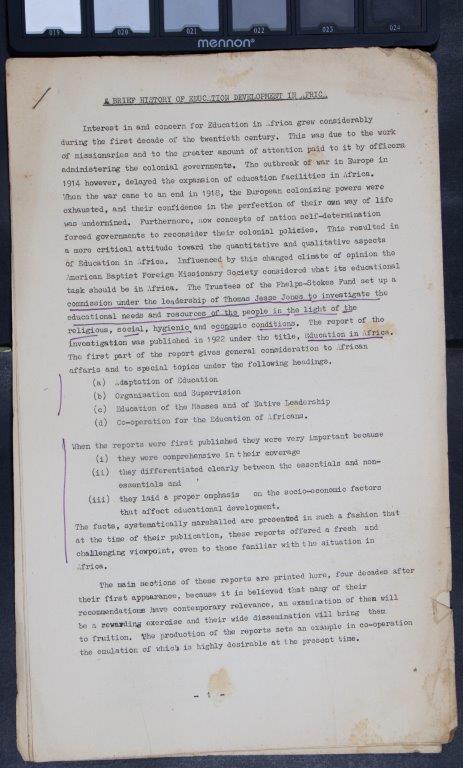 019 020 021 022 023 024
mennon®
A BRIEF HISTORY OF EDUC.TION DEVELOPMENT IN .FRIC.
Interest in and concern for Education in .frica grew considerably
during the first decade of the twentieth century. This was due to the work
of missionaries and to the greater amount of attention paid to it by officers
administering the colonial governments. The outbreak of war in Europe in
1914 however, delayed the expansion of education facilities in Africa.
When the war came to an end in 1918, the European colonizing powers were
exhausted, and their confidence in the perfection of their own way of life
was undermined. Furthermore, new concepts of nation self-determination
forced governments to reconsider their colonial policies. This resulted in
a more critical attitude toward the quantitative and qualitative aspects
of Education in Africa. Influenced by this changed climate of opinion the
American Baptist Foreign Missionary Society considered what its educational
task should be in Africa. The Trustees of the Phelps-Stokes Fund set up a
commission under the leadership of Thomas Jesse Jones to investigate the
educational needs and resources of the people in the light of the
religious, social, hygienic and economic conditions. The report of the
investigation was published in 1922 under the title, Education in Africa.
The first part of the report gives general consideration to African
affaris and to special topics under the following headings.
(a) Adaptation of Education
(b) Organisation and Supervision
(c) Education of the Masses and of Native Leadership
(d) Co-operation for the Education of Africans.
When the reports were first published they were very important because
(i) they were comprehensive in their coverage
(ii) they differentiated clearly between the essentials and non-
essentials and
(iii) they laid a proper emphasis on the socio-economic factors
that affect educational development.
The facts, systematically marshalled are presented in such a fashion that
at the time of their publication, these reports offered a fresh and
challenging viewpoint, even to those familiar with the situation in
Africa.
The main sections of these reports are printed here, four decades after
their first appearance, because it is believed that many of their
recommendations have contemporary relevance, an examination of them will
be a rewarding exercise and their wide dissemination will bring them
to fruition. The production of the reports sets an example in co-operation
the emulation of which is highly desirable at the present time.
- 1 -